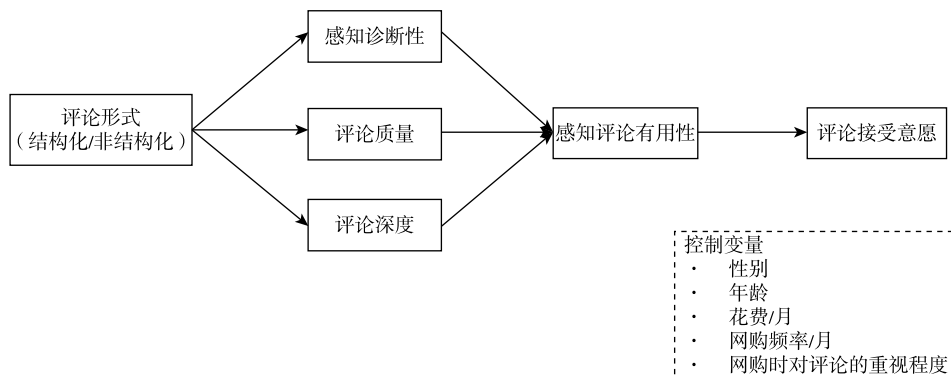 感知诊断性
评论形式
（结构化/非结构化）
评论质量
感知评论有用性
评论接受意愿
评论深度
控制变量
· 性别
· 年龄
· 花费/月
· 网购频率/月
· 网购时对评论的重视程度